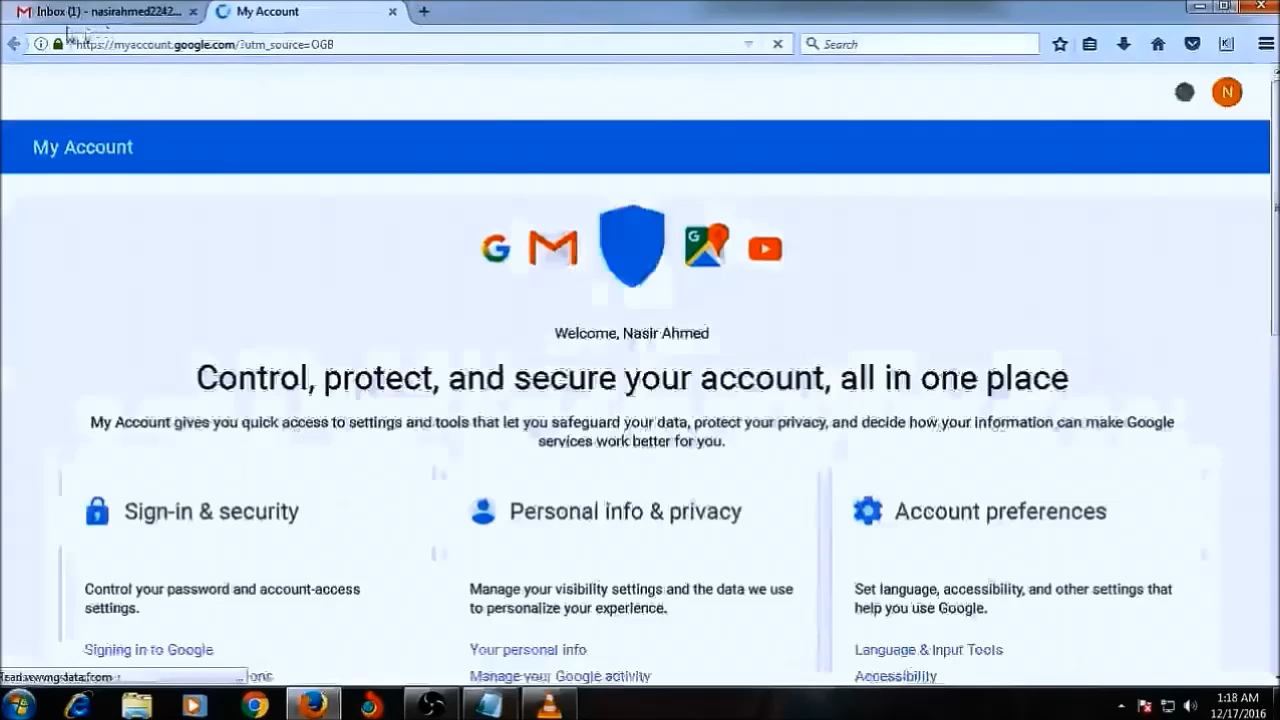 Inbox (1) - nasirahmed2242...
My Account
https://myaccount.google.com/?utm_source=OGB
Search
N
My Account
G
G
Welcome, Nasir Ahmed
Control, protect, and secure your account, all in one place
My Account gives you quick access to settings and tools that let you safeguard your data, protect your privacy, and decide how your information can make Google
services work better for you.
Sign-in & security
Personal info & privacy
Account preferences
Control your password and account-access
settings.
Manage your visibility settings and the data we use
to personalize your experience.
Set language, accessibility, and other settings that
help you use Google.
Signing in to Google
Your personal info
Language & Input Tools
Manage your Google activity
Accessibility
1:18 AM
12/17/2016